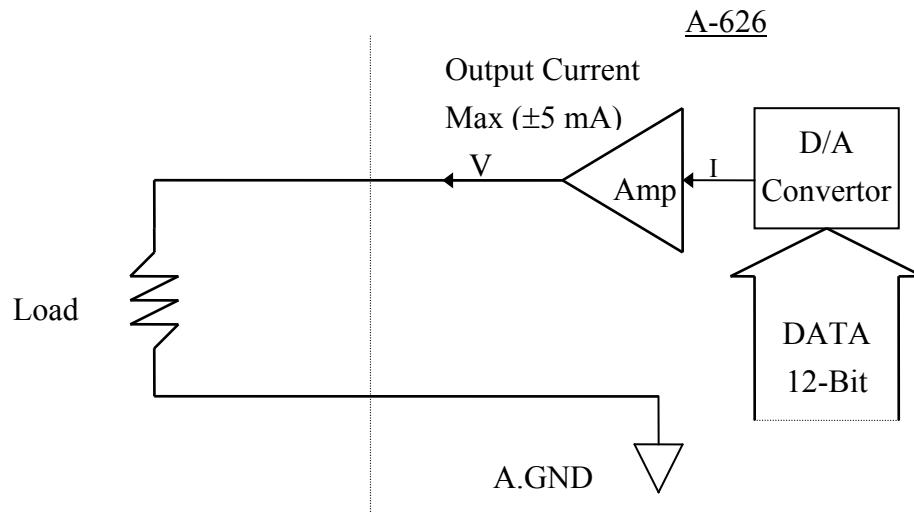 A-626
Output Current
Max (±5 mA)
V
Amp
I
D/A
Convertor
Load
DATA
12-Bit
A.GND